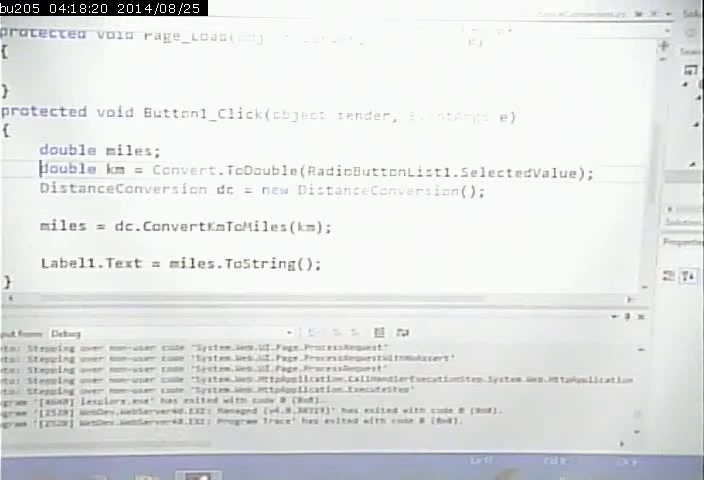 bu205 04:18:20 2014/08/25
protected void Page_Load(
{
}
protected void Button1_Click(object sender, EventArgs e)
{
double miles;
double km = Convert.ToDouble(RadioButtonList1.SelectedValue);
DistanceConversion dc = new DistanceConversion();
miles = dc.ConvertKmToMiles(km);
Label1.Text = miles.ToString();
}
Debug
Stepping over non-user code 'System.Web.UI.Page.ProcessRequest'
Stepping over non-user code 'System.Web.UI.Page.ProcessRequestWithNoAssert'
Stepping over non-user code 'System.Web.UI.Page.ProcessRequest'
Stepping over non-user code 'System.Web.HttpApplication.CallHandlerExecutionStep.System.Web.HttpApplication
Stepping over non-user code 'System.Web.HttpApplication.ExecuteStep'
has exited with code 0 (0x0).
WebDev.WebServer40.EXE: Managed (v4.0.30319)' has exited with code 0 (0x0).
WebDev.WebServer40.EXE: Program Trace' has exited with code 0 (0x0).
Properties